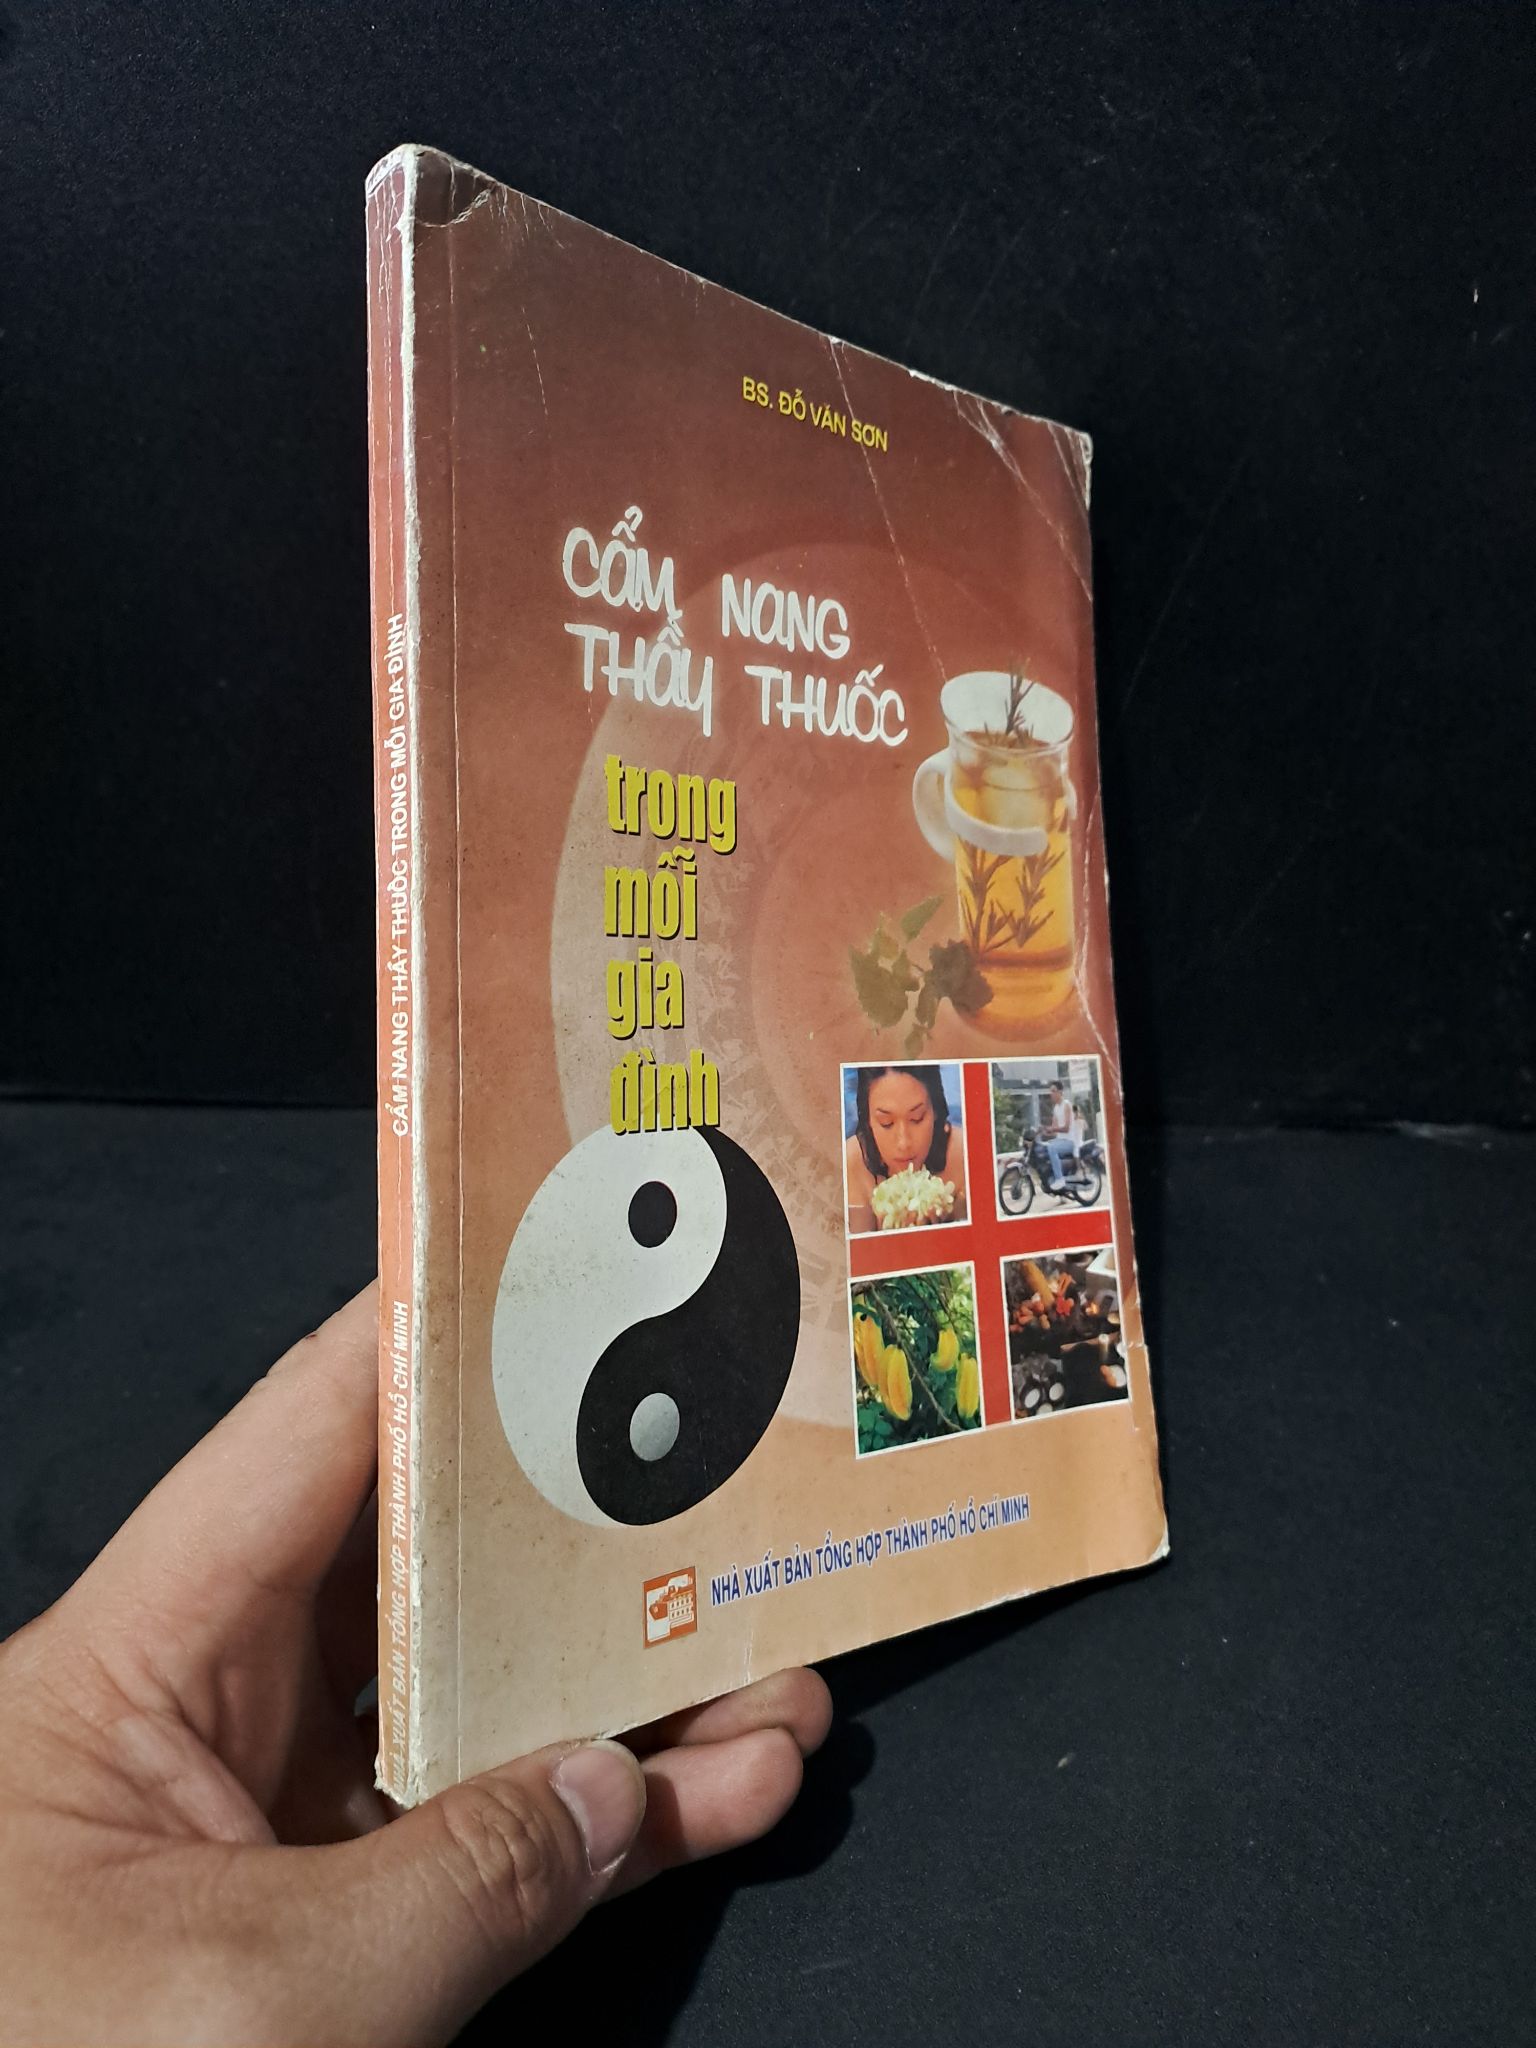 BS. ĐỖ VĂN SƠN
CẨM NANG
THẦY THUỐC
trong
mỗi
gia
đình
NHÀ XUẤT BẢN TỔNG HỢP THÀNH PHỐ HỒ CHÍ MINH
CẨM NANG THẦY THUỐC TRONG MỖI GIA ĐÌNH
NHÀ XUẤT BẢN TỔNG HỢP THÀNH PHỐ HỒ CHÍ MINH